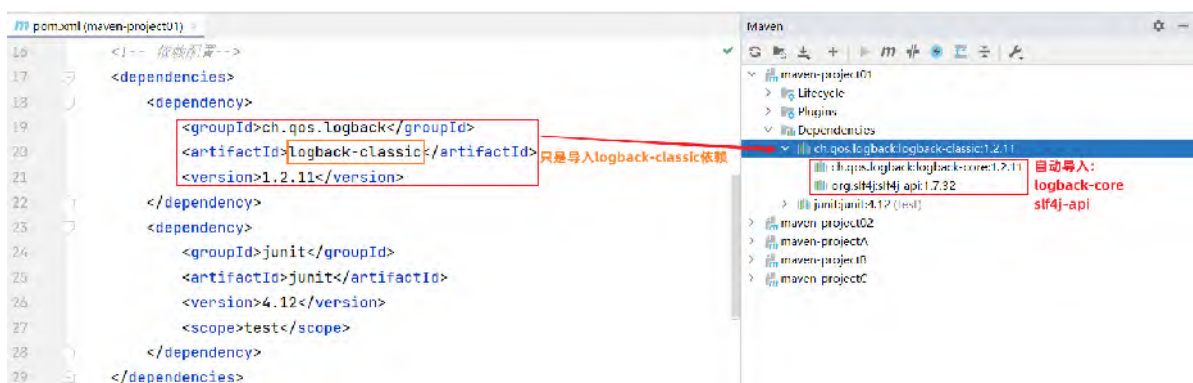 pom.xml (maven-project01)
16 <!-- 依赖配置-->
17 <dependencies>
18 <dependency>
19 <groupId>ch.qos.logback</groupId>
20 <artifactId>logback-classic</artifactId>
只是导入logback-classic依赖
21 <version>1.2.11</version>
22 </dependency>
23 <dependency>
24 <groupId>junit</groupId>
25 <artifactId>junit</artifactId>
26 <version>4.12</version>
27 <scope>test</scope>
28 </dependency>
29 </dependencies>
Maven
maven-project01
Lifecycle
Plugins
Dependencies
ch.qos.logback:logback-classic:1.2.11
ch.qos.logback:logback-core:1.2.11
org.slf4j:slf4j-api:1.7.32
junit:junit:4.12 (test)
maven-project02
maven-projectA
maven-projectB
maven-projectC
自动导入:
logback-core
slf4j-api